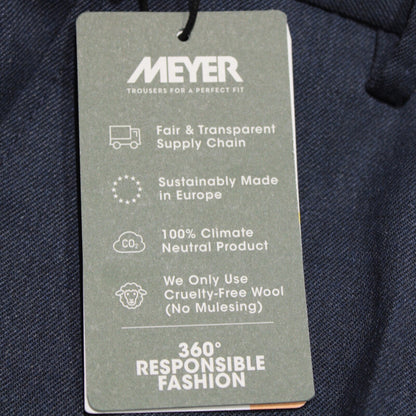 MEYER
TROUSERS FOR A PERFECT FIT
Fair & Transparent
Supply Chain
Sustainably Made
in Europe
CO₂
100% Climate
Neutral Product
We Only Use
Cruelty-Free Wool
(No Mulesing)
360°
RESPONSIBLE
FASHION